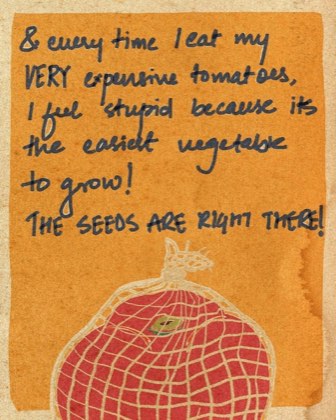 & every time I eat my
VERY expensive tomatoes,
I feel stupid because its
the easiest vegetable
to grow!
THE SEEDS ARE RIGHT THERE!